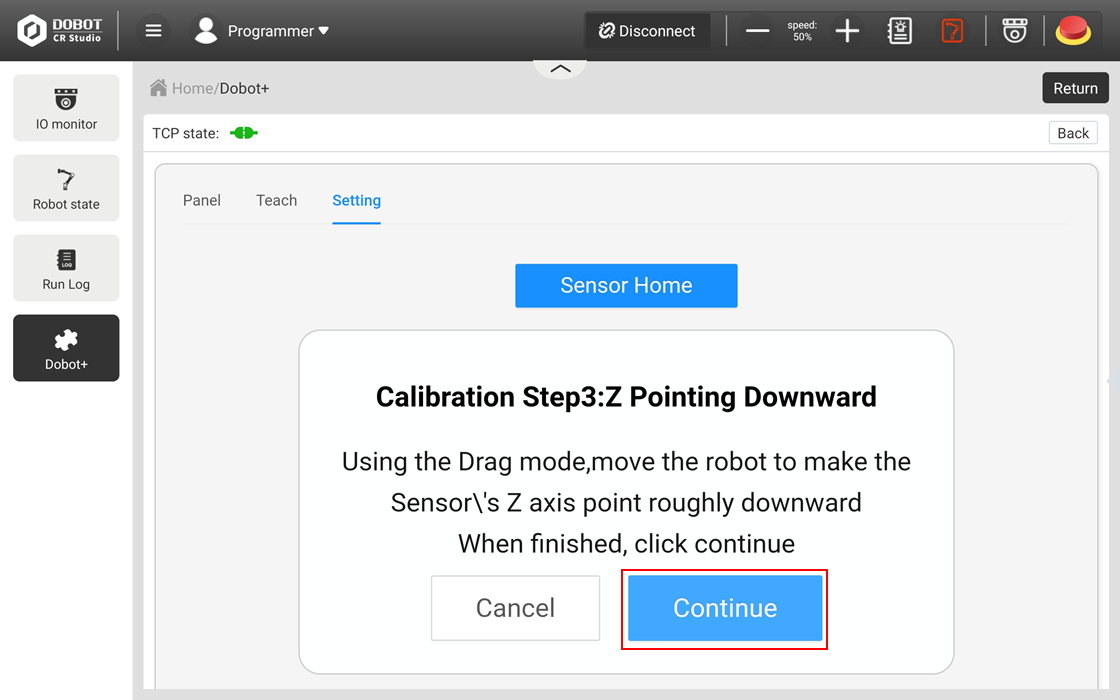 DOBOT
CR Studio
Programmer
Disconnect
speed:
50%
IO monitor
Robot state
LOG
Run Log
Dobot+
Home/Dobot+
Return
TCP state:
Back
Panel Teach Setting
Sensor Home
Calibration Step3:Z Pointing Downward
Using the Drag mode,move the robot to make the
Sensor\'s Z axis point roughly downward
When finished, click continue
Cancel Continue